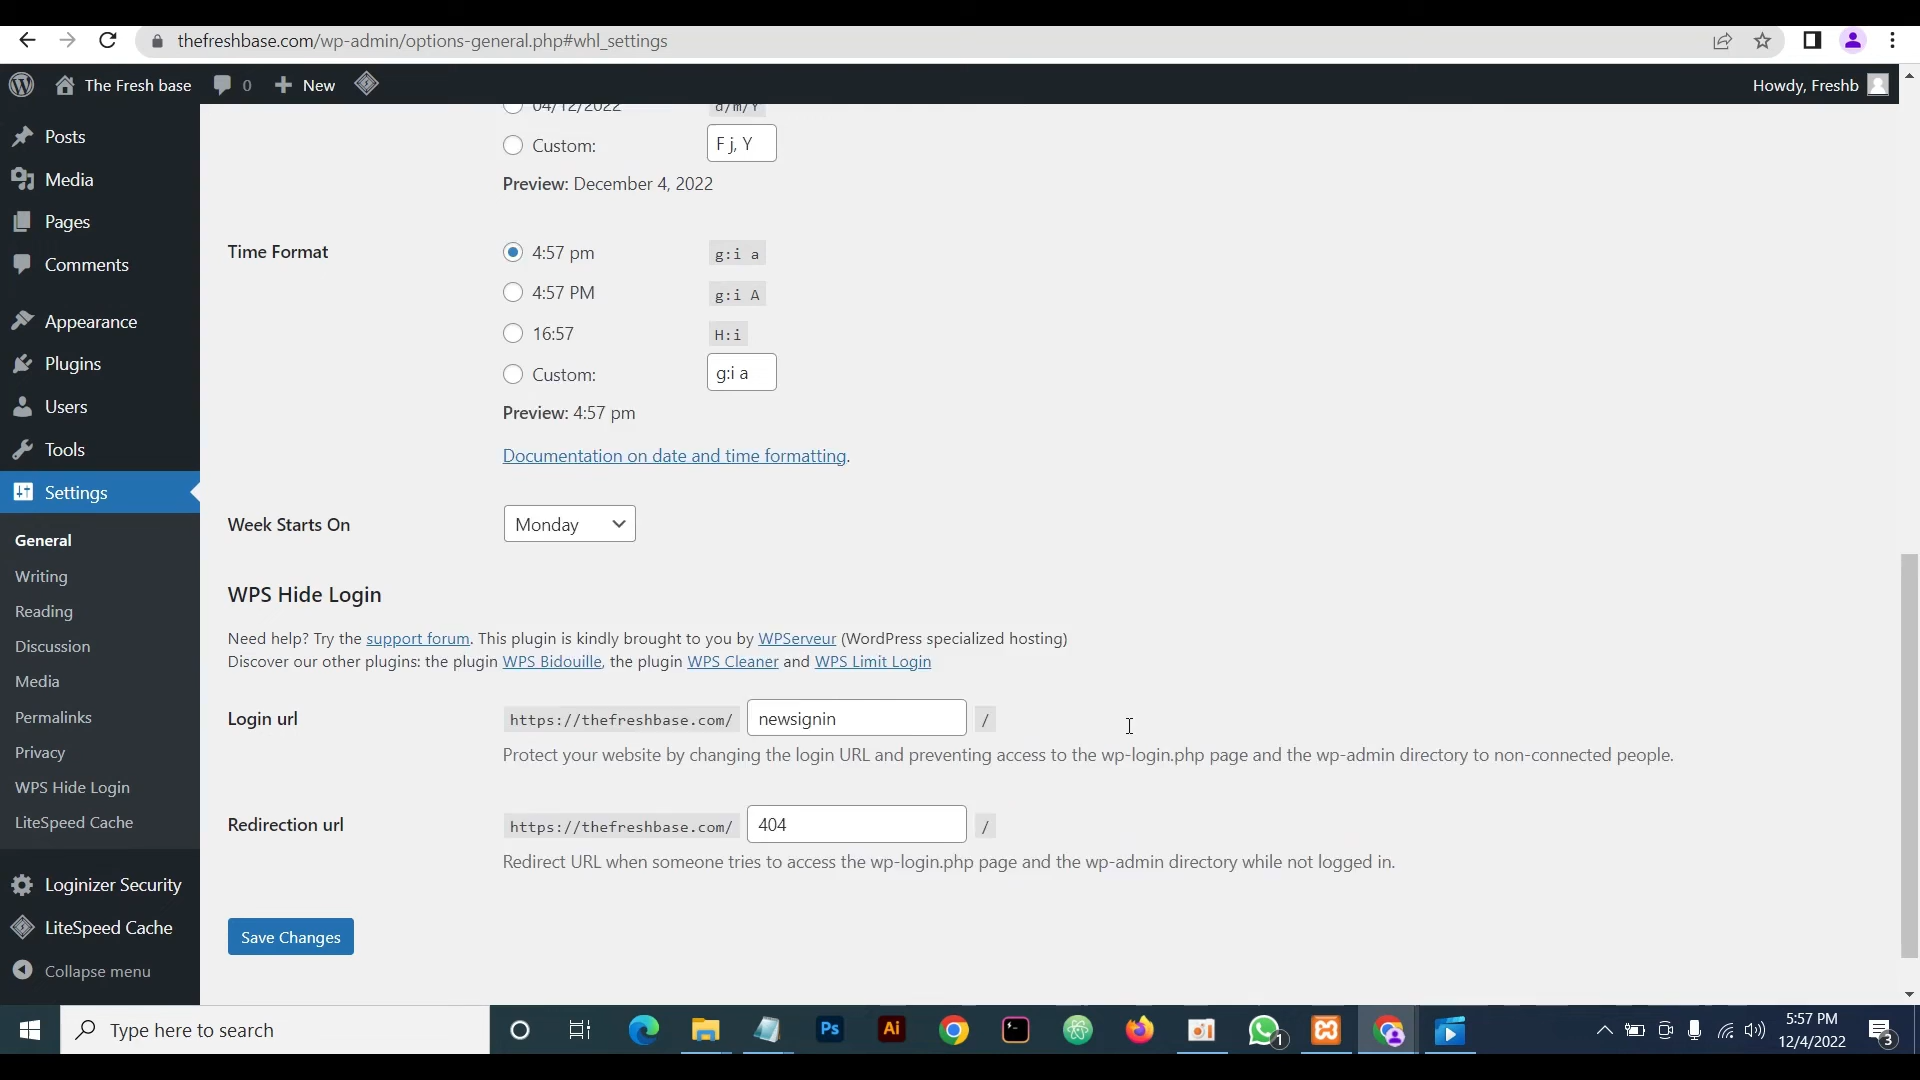 thefreshbase.com/wp-admin/options-general.php#whl_settings
The Fresh base 0 New Howdy, Freshb
Posts
Media
Pages
Comments
Appearance
Plugins
Users
Tools
Settings
General
Writing
Reading
Discussion
Media
Permalinks
Privacy
WPS Hide Login
LiteSpeed Cache
Loginizer Security
LiteSpeed Cache
Collapse menu
04/12/2022 d/m/Y
Custom: F j, Y
Preview: December 4, 2022
Time Format
4:57 pm g:i a
4:57 PM g:i A
16:57 H:i
Custom: g:i a
Preview: 4:57 pm
Documentation on date and time formatting.
Week Starts On Monday
WPS Hide Login
Need help? Try the support forum. This plugin is kindly brought to you by WPServeur (WordPress specialized hosting)
Discover our other plugins: the plugin WPS Bidouille, the plugin WPS Cleaner and WPS Limit Login
Login url https://thefreshbase.com/ newsignin /
Protect your website by changing the login URL and preventing access to the wp-login.php page and the wp-admin directory to non-connected people.
Redirection url https://thefreshbase.com/ 404 /
Redirect URL when someone tries to access the wp-login.php page and the wp-admin directory while not logged in.
Save Changes
Type here to search
Ps
Ai
1
5:57 PM
12/4/2022
3